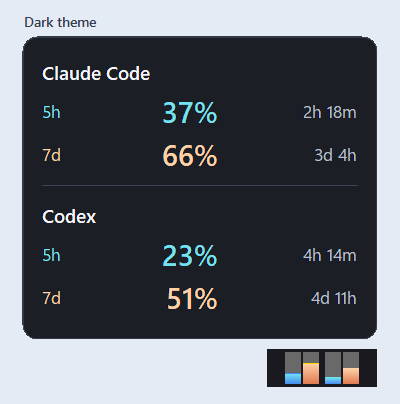 Dark theme
Claude Code
5h 37% 2h 18m
7d 66% 3d 4h
Codex
5h 23% 4h 14m
7d 51% 4d 11h